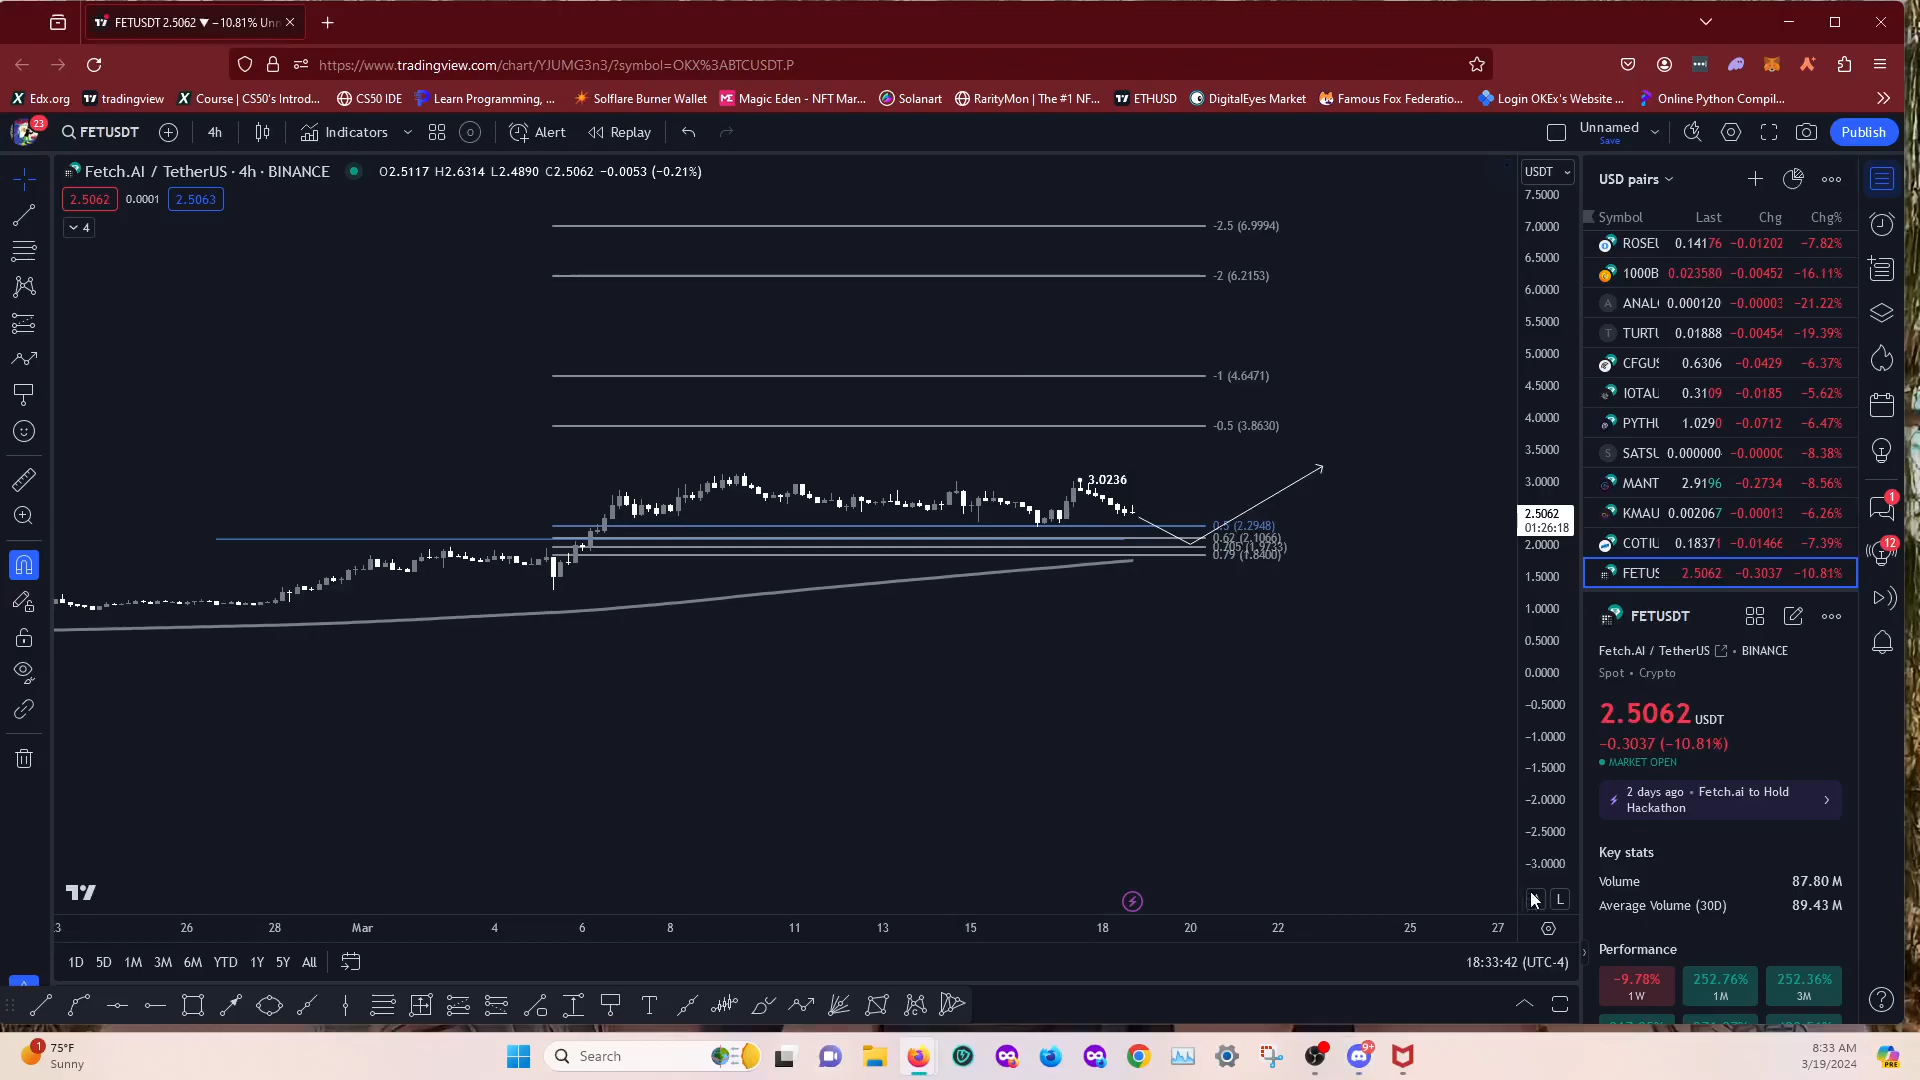 FETUSDT 2.5062 ▼ −10.81% Unn
https://www.tradingview.com/chart/YJUMG3n3/?symbol=OKX%3ABTCUSDT.P
Edx.org
tradingview
Course | CS50's Introd...
CS50 IDE
Learn Programming, ...
Solflare Burner Wallet
Magic Eden - NFT Mar...
Solanart
RarityMon | The #1 NF...
ETHUSD
DigitalEyes Market
Famous Fox Federatio...
Login OKEx's Website ...
Online Python Compil...
23
FETUSDT
4h
Indicators
Alert
Replay
Unnamed
Save
Publish
Fetch.AI / TetherUS · 4h · BINANCE
O2.5117 H2.6314 L2.4890 C2.5062 −0.0053 (−0.21%)
2.5062
0.0001
2.5063
4
-2.5 (6.9994)
-2 (6.2153)
-1 (4.6471)
-0.5 (3.8630)
3.0236
0.5 (2.2948)
0.62 (2.1066)
0.79 (1.8400)
USDT
7.5000
7.0000
6.5000
6.0000
5.5000
5.0000
4.5000
4.0000
3.5000
3.0000
2.5062
01:26:18
2.0000
1.5000
1.0000
0.5000
0.0000
−0.5000
−1.0000
−1.5000
−2.0000
−2.5000
−3.0000
L
26
28
Mar
4
6
8
11
13
15
18
20
22
25
27
1D
5D
1M
3M
6M
YTD
1Y
5Y
All
18:33:42 (UTC-4)
USD pairs
Symbol Last Chg Chg%
ROSEU 0.14176 −0.01202 −7.82%
1000B 0.023580 −0.00452 −16.11%
A ANAL 0.000120 −0.00003 −21.22%
T TURTU 0.01888 −0.00454 −19.39%
CFGUS 0.6306 −0.0429 −6.37%
IOTAU 0.3109 −0.0185 −5.62%
PYTHU 1.0290 −0.0712 −6.47%
S SATSU 0.000000 −0.00000 −8.38%
MANT 2.9196 −0.2734 −8.56%
KMAU 0.002067 −0.00013 −6.26%
COTIU 0.18371 −0.01466 −7.39%
FETUS 2.5062 −0.3037 −10.81%
FETUSDT
Fetch.AI / TetherUS • BINANCE
Spot • Crypto
2.5062 USDT
−0.3037 (−10.81%)
MARKET OPEN
2 days ago • Fetch.ai to Hold
Hackathon
Key stats
Volume 87.80 M
Average Volume (30D) 89.43 M
Performance
−9.78%
1W
252.76%
1M
252.36%
3M
1
12
1
75°F
Sunny
Search
9+
8:33 AM
3/19/2024
PRE